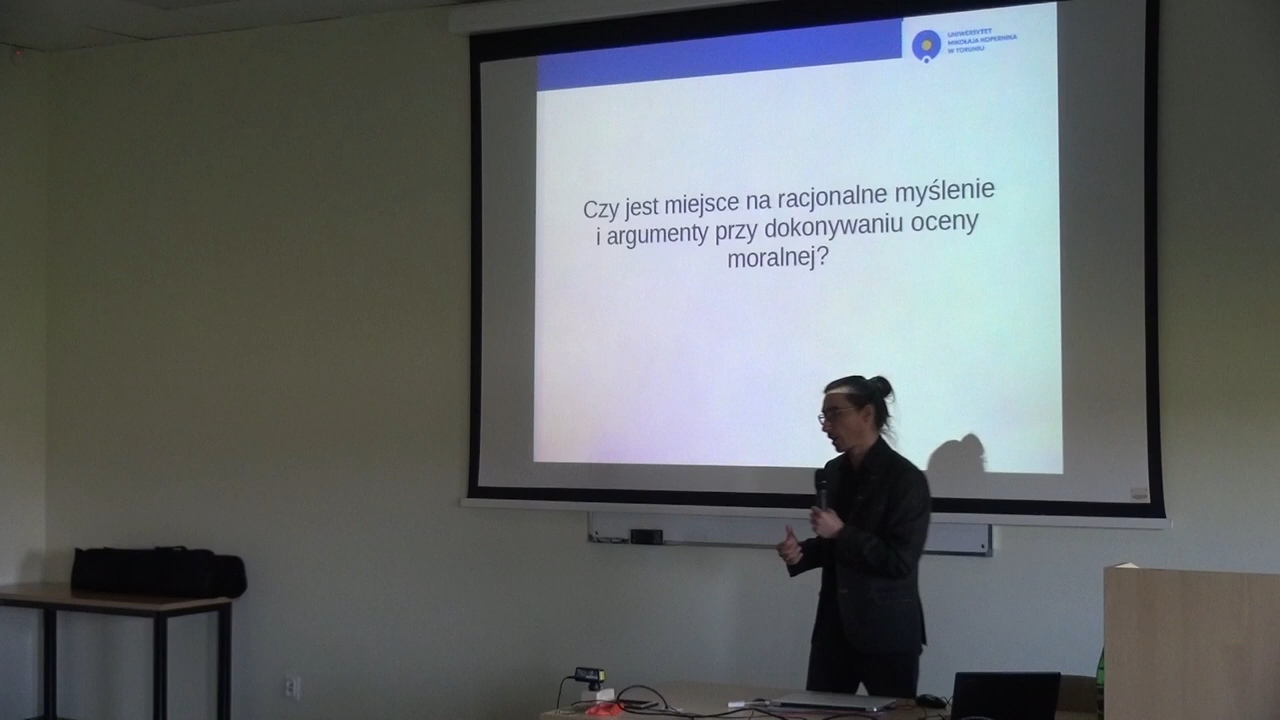 UNIWERSYTET
MIKOŁAJA KOPERNIKA
W TORUNIU
Czy jest miejsce na racjonalne myślenie
i argumenty przy dokonywaniu oceny
moralnej?